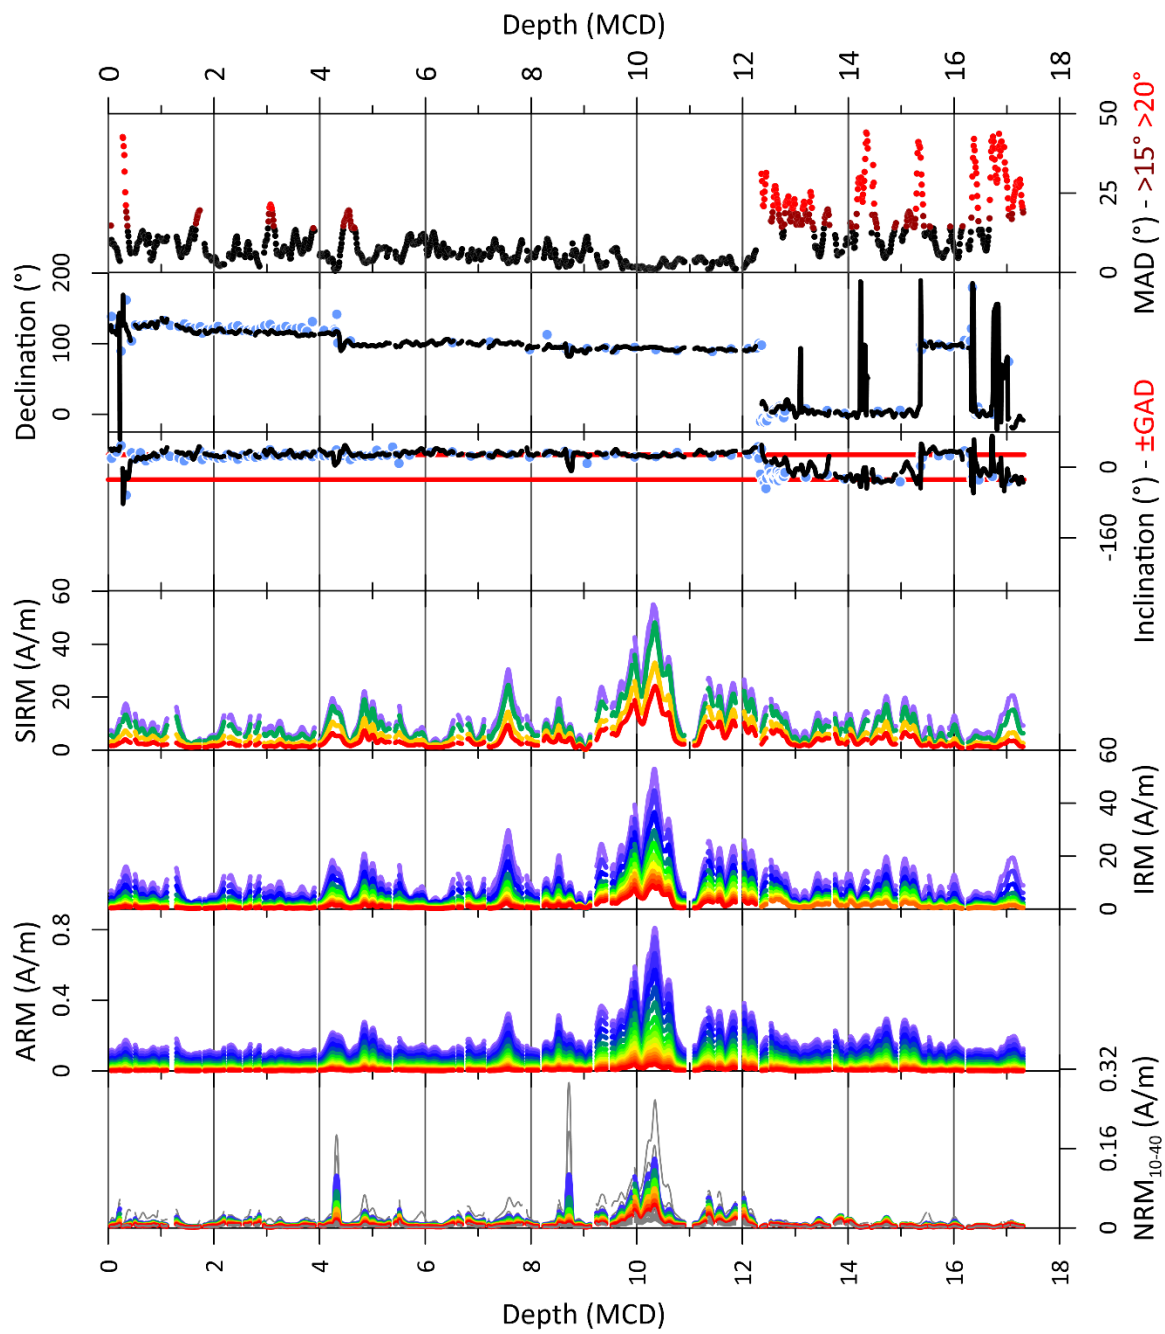 Depth (MCD)
0 2 4 6 8 10 12 14 16 18
MAD (°) - >15° >20°
0 25 50
Declination (°)
0 100 200
Inclination (°) - ±GAD
-160 0
SIRM (A/m)
0 20 40 60
IRM (A/m)
0 20 40 60
ARM (A/m)
0 0.4 0.8
NRM10-40 (A/m)
0 0.16 0.32
0 2 4 6 8 10 12 14 16 18
Depth (MCD)